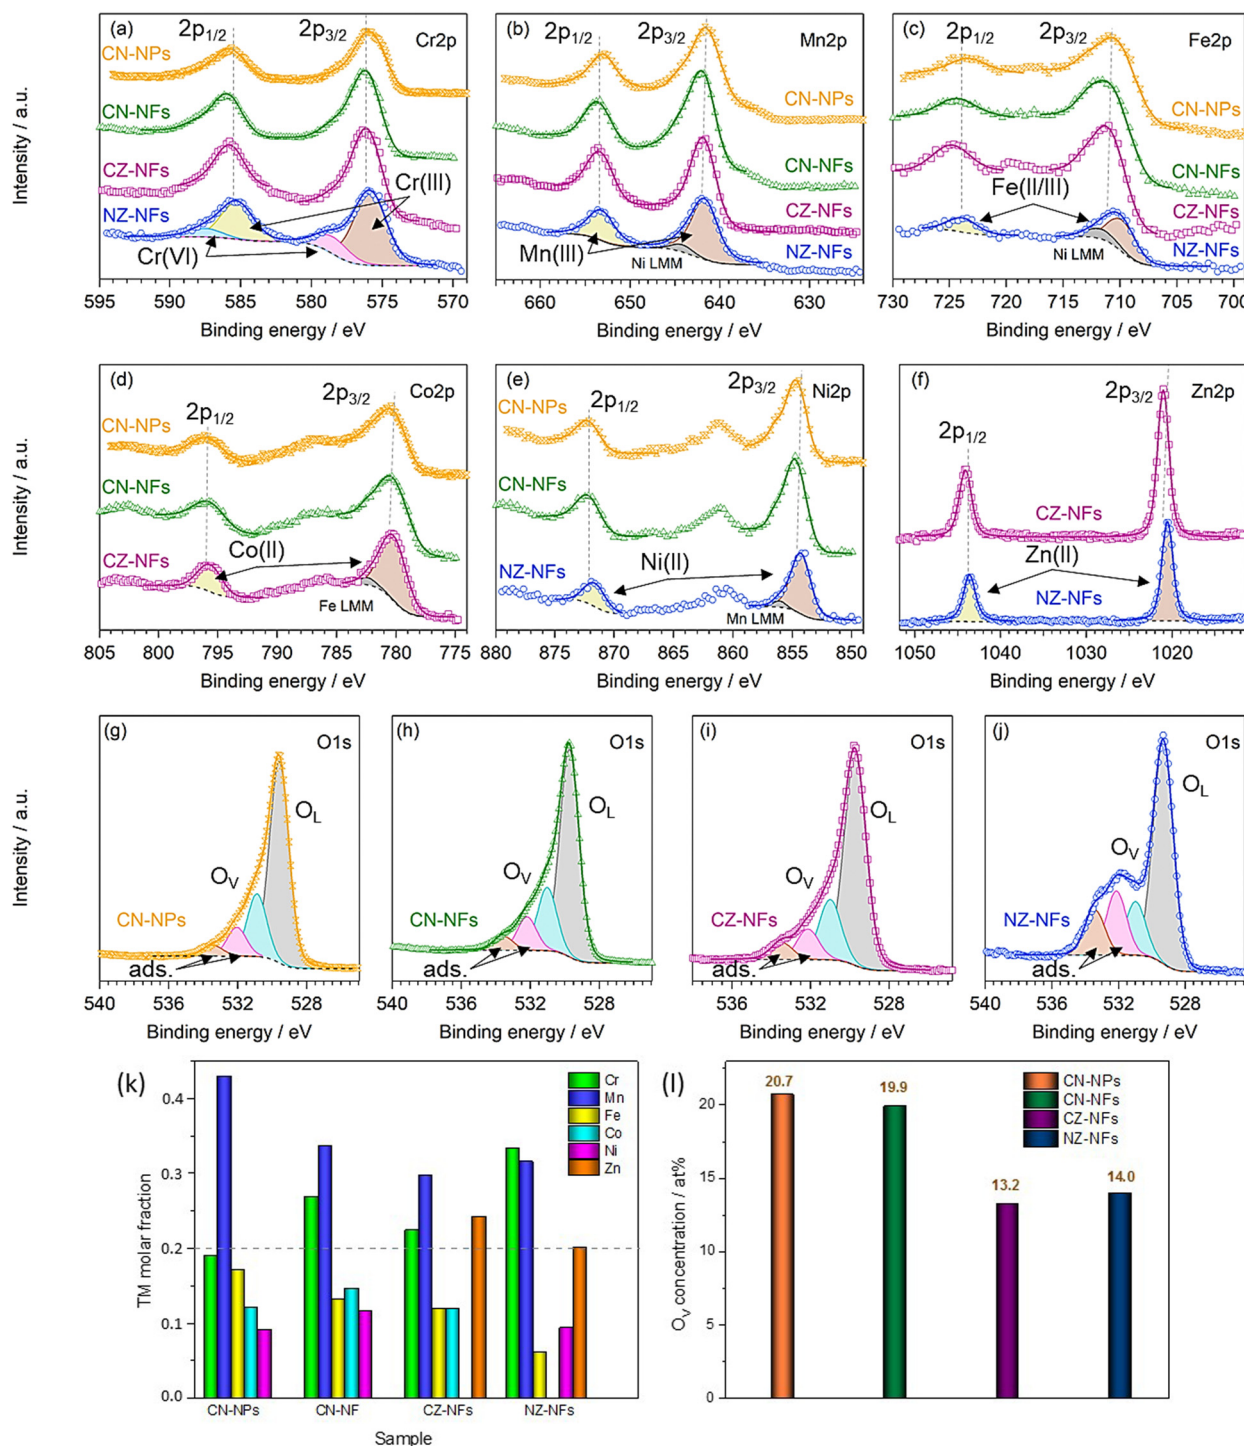 Intensity / a.u.
(a)
2p1/2
2p3/2
Cr2p
CN-NPs
CN-NFs
CZ-NFs
Cr(III)
NZ-NFs
Cr(VI)
595 590 585 580 575 570
Binding energy / eV
(b)
2p1/2
2p3/2
Mn2p
CN-NPs
CN-NFs
CZ-NFs
Mn(III)
Ni LMM
NZ-NFs
660 650 640 630
Binding energy / eV
(c)
2p1/2
2p3/2
Fe2p
CN-NPs
CN-NFs
Fe(II/III)
CZ-NFs
Ni LMM
NZ-NFs
730 725 720 715 710 705 700
Binding energy / eV
Intensity / a.u.
(d)
Co2p
2p3/2
2p1/2
CN-NPs
CN-NFs
CZ-NFs
Co(II)
Fe LMM
805 800 795 790 785 780 775
Binding energy / eV
(e)
2p3/2
Ni2p
2p1/2
CN-NPs
CN-NFs
NZ-NFs
Ni(II)
Mn LMM
880 875 870 865 860 855 850
Binding energy / eV
(f)
Zn2p
2p3/2
2p1/2
CZ-NFs
Zn(II)
NZ-NFs
1050 1040 1030 1020
Binding energy / eV
Intensity / a.u.
(g)
O1s
OL
OV
CN-NPs
ads.
540 536 532 528
Binding energy / eV
(h)
O1s
OL
OV
CN-NFs
ads.
540 536 532 528
Binding energy / eV
(i)
O1s
OL
OV
CZ-NFs
ads.
536 532 528
Binding energy / eV
(j)
O1s
OL
OV
NZ-NFs
ads.
540 536 532 528
Binding energy / eV
(k)
Cr
Mn
Fe
Co
Ni
Zn
0.4
0.3
0.2
0.1
0.0
TM molar fraction
CN-NPs CN-NF CZ-NFs NZ-NFs
Sample
(l)
20.7
19.9
13.2
14.0
CN-NPs
CN-NFs
CZ-NFs
NZ-NFs
20
15
10
5
0
OV concentration / at%